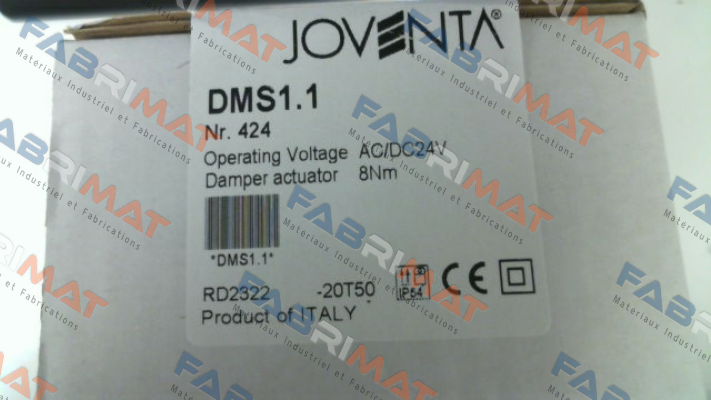 JOVENTA®
DMS1.1
Nr. 424
Operating Voltage AC/DC24V
Damper actuator 8Nm
*DMS1.1*
RD2322 -20T50 IP54 CE
Product of ITALY
FABRIMAT
Materiaux Industriel et Fabrications